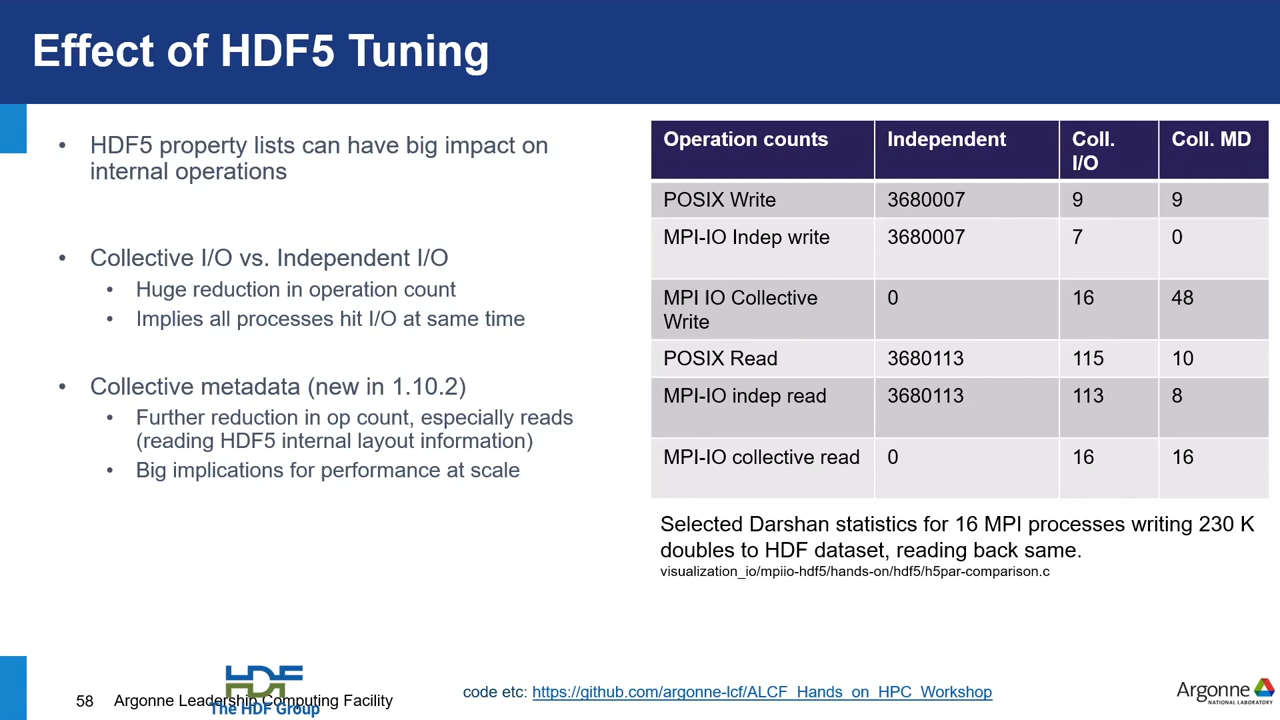 Effect of HDF5 Tuning
• HDF5 property lists can have big impact on
internal operations
• Collective I/O vs. Independent I/O
• Huge reduction in operation count
• Implies all processes hit I/O at same time
• Collective metadata (new in 1.10.2)
• Further reduction in op count, especially reads
(reading HDF5 internal layout information)
• Big implications for performance at scale
Operation counts Independent Coll. I/O Coll. MD
POSIX Write 3680007 9 9
MPI-IO Indep write 3680007 7 0
MPI IO Collective Write 0 16 48
POSIX Read 3680113 115 10
MPI-IO indep read 3680113 113 8
MPI-IO collective read 0 16 16
Selected Darshan statistics for 16 MPI processes writing 230 K
doubles to HDF dataset, reading back same.
visualization_io/mpiio-hdf5/hands-on/hdf5/h5par-comparison.c
58 Argonne Leadership Computing Facility
HDF
The HDF Group
code etc: https://github.com/argonne-lcf/ALCF_Hands_on_HPC_Workshop
Argonne
NATIONAL LABORATORY